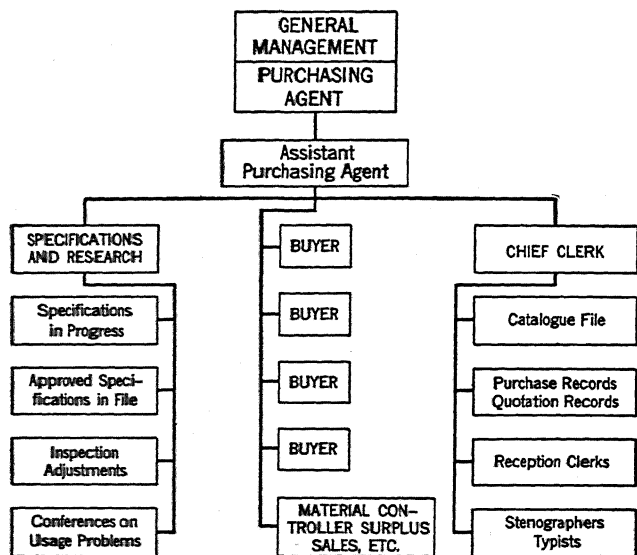 GENERAL
MANAGEMENT
PURCHASING
AGENT
Assistant
Purchasing Agent
SPECIFICATIONS
AND RESEARCH
Specifications
in Progress
Approved Speci-
fications in File
Inspection
Adjustments
Conferences on
Usage Problems
BUYER
BUYER
BUYER
BUYER
MATERIAL CON-
TROLLER SURPLUS
SALES, ETC.
CHIEF CLERK
Catalogue File
Purchase Records
Quotation Records
Reception Clerks
Stenographers
Typists